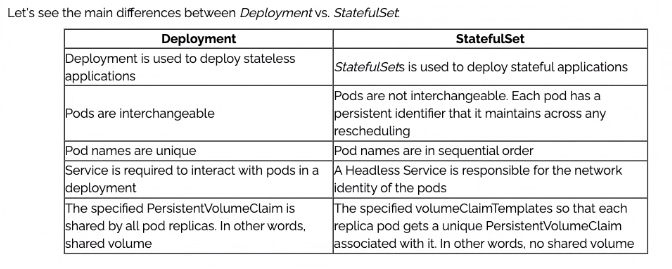 Let's see the main differences between Deployment vs. StatefulSet.
Deployment
StatefulSet
Deployment is used to deploy stateless
applications
StatefulSets is used to deploy stateful applications
Pods are interchangeable
Pods are not interchangeable. Each pod has a
persistent identifier that it maintains across any
rescheduling
Pod names are unique
Pod names are in sequential order
Service is required to interact with pods in a
deployment
A Headless Service is responsible for the network
identity of the pods
The specified PersistentVolumeClaim is
shared by all pod replicas. In other words,
shared volume
The specified volumeClaimTemplates so that each
replica pod gets a unique PersistentVolumeClaim
associated with it. In other words, no shared volume